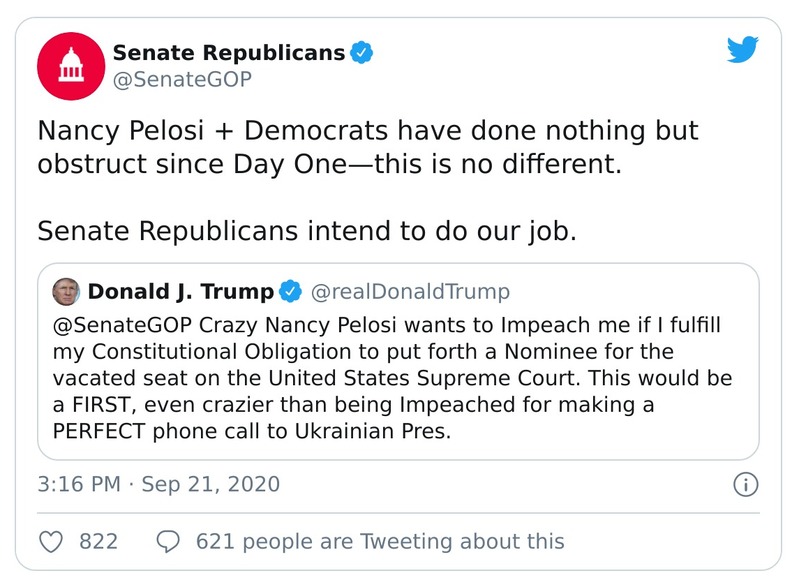 Senate Republicans
@SenateGOP
Nancy Pelosi + Democrats have done nothing but
obstruct since Day One—this is no different.
Senate Republicans intend to do our job.
Donald J. Trump @realDonaldTrump
@SenateGOP Crazy Nancy Pelosi wants to Impeach me if I fulfill
my Constitutional Obligation to put forth a Nominee for the
vacated seat on the United States Supreme Court. This would be
a FIRST, even crazier than being Impeached for making a
PERFECT phone call to Ukrainian Pres.
3:16 PM · Sep 21, 2020
822 621 people are Tweeting about this